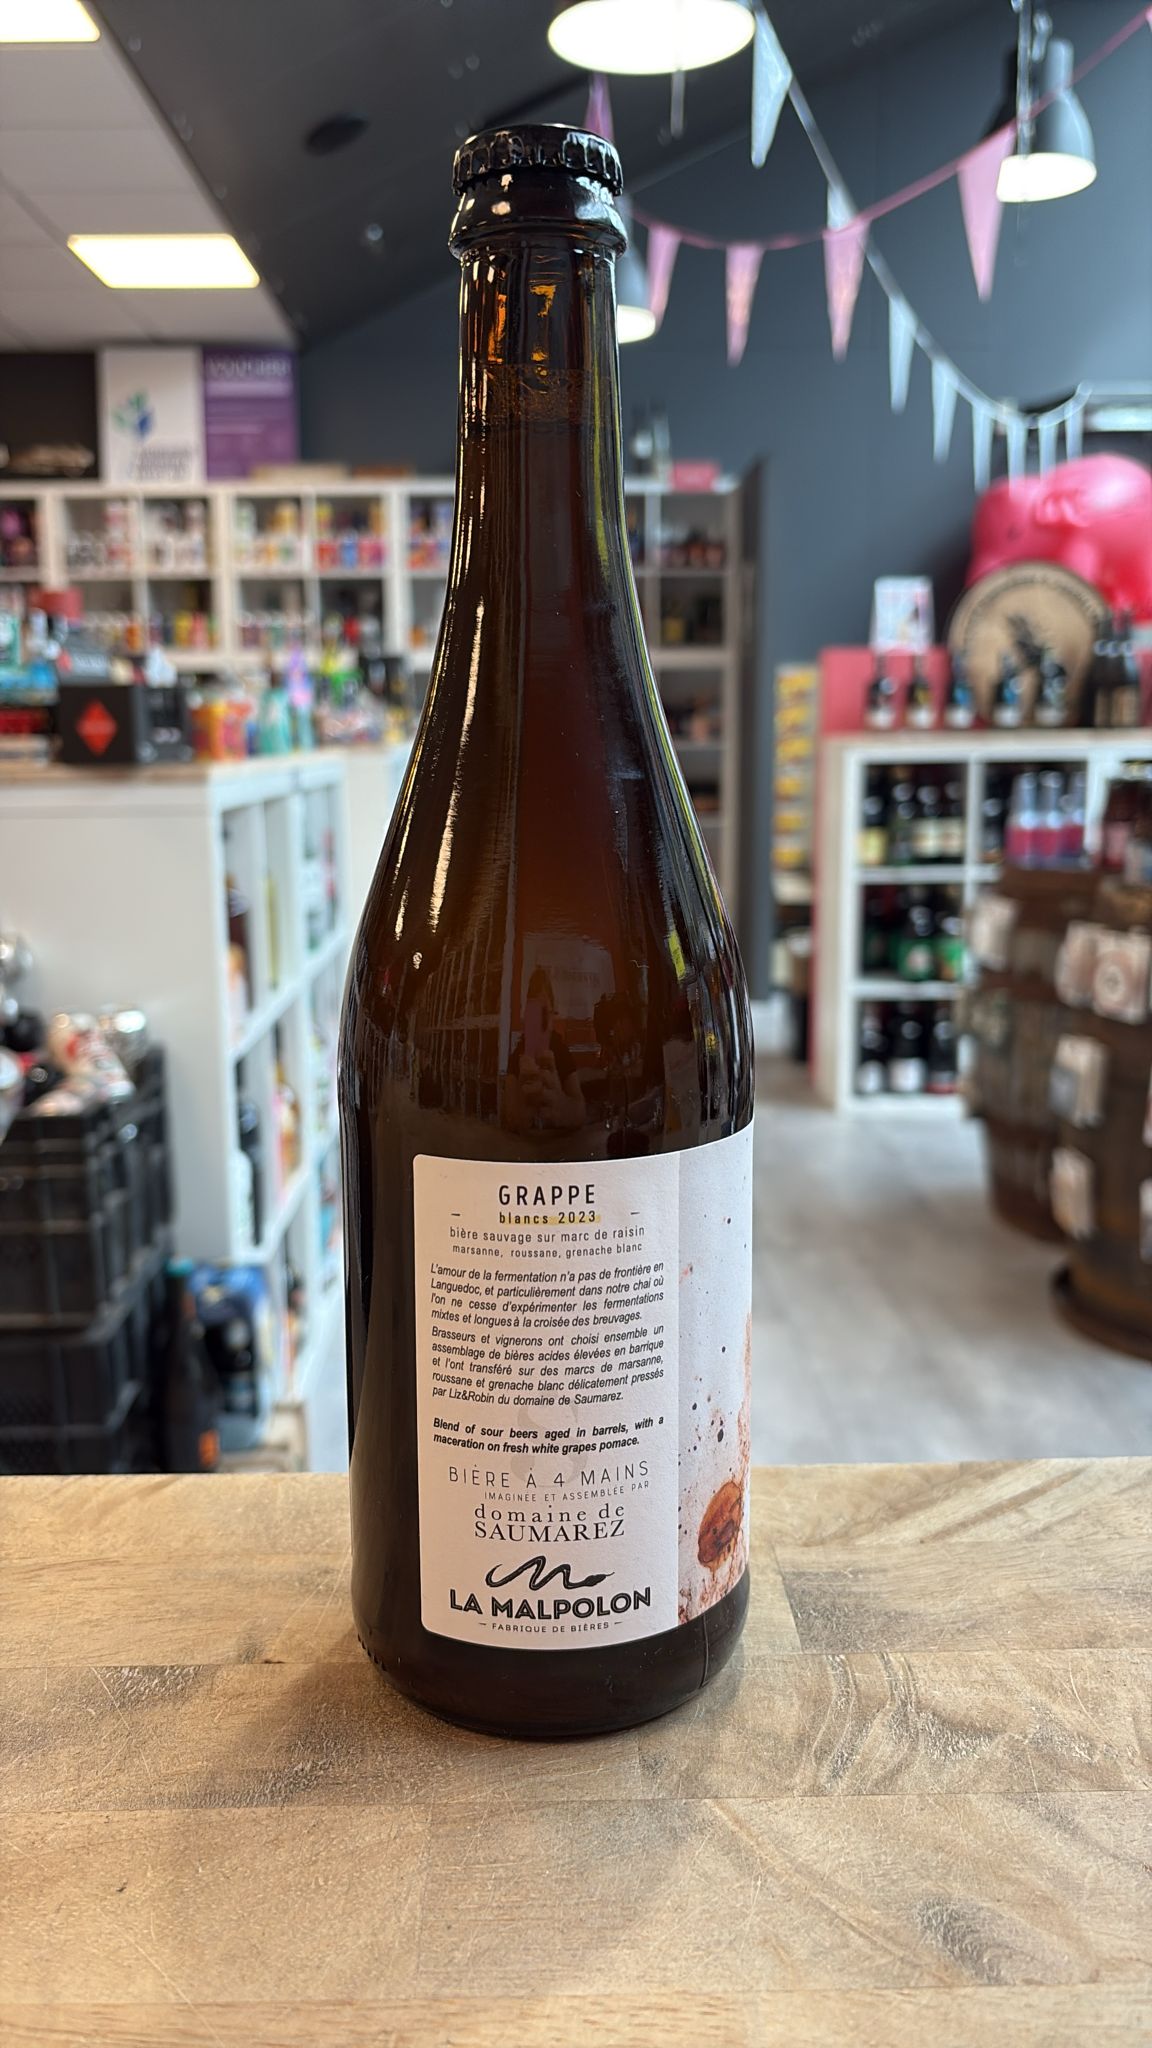 GRAPPE
blancs 2023
bière sauvage sur marc de raisin
marsanne, roussane, grenache blanc
L'amour de la fermentation n'a pas de frontière en
Languedoc, et particulièrement dans notre chai où
l'on ne cesse d'expérimenter les fermentations
mixtes et longues à la croisée des breuvages.
Brasseurs et vignerons ont choisi ensemble un
assemblage de bières acides élevées en barrique
et l'ont transféré sur des marcs de marsanne,
roussane et grenache blanc délicatement pressés
par Liz&Robin du domaine de Saumarez.
Blend of sour beers aged in barrels, with a
maceration on fresh white grapes pomace.
BIÈRE À 4 MAINS
IMAGINÉE ET ASSEMBLÉE PAR
domaine de
SAUMAREZ
LA MALPOLON
FABRIQUE DE BIÈRES